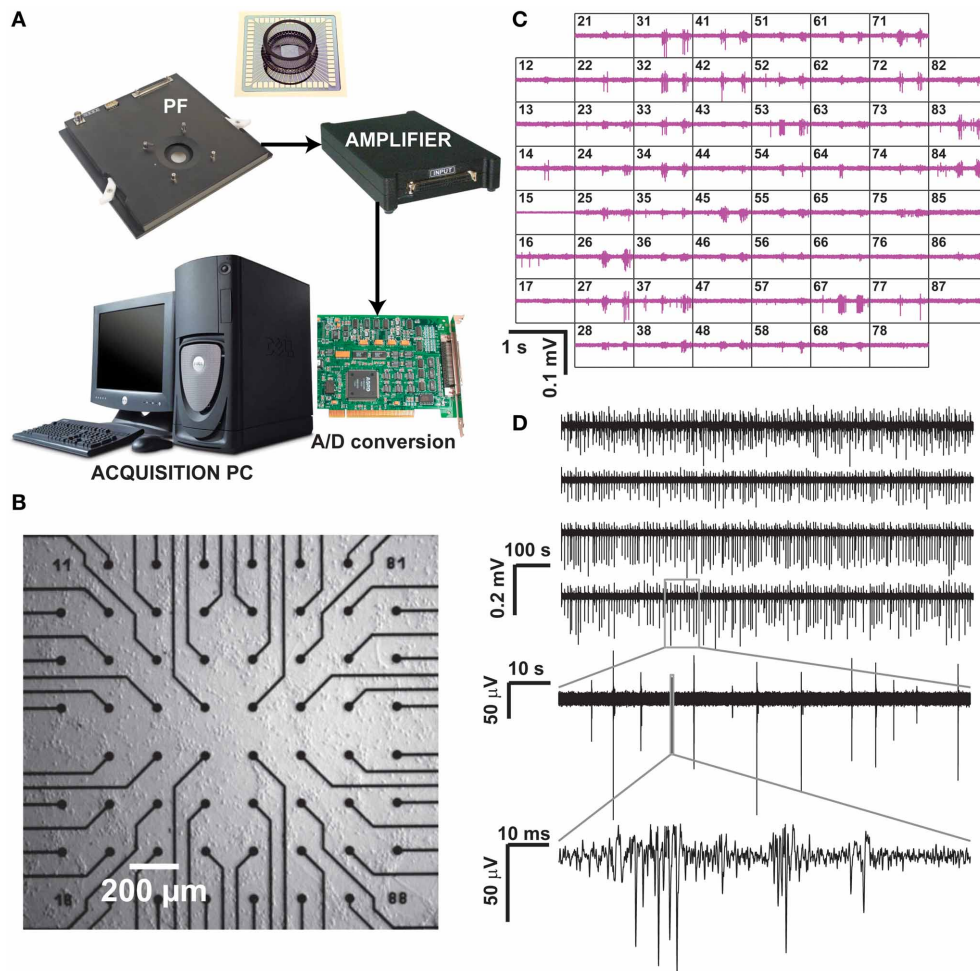 A
PF
AMPLIFIER
INPUT
A/D conversion
ACQUISITION PC
B
11
81
18
88
200 µm
C
21 31 41 51 61 71
12 22 32 42 52 62 72 82
13 23 33 43 53 63 73 83
14 24 34 44 54 64 74 84
15 25 35 45 55 65 75 85
16 26 36 46 56 66 76 86
17 27 37 47 57 67 77 87
28 38 48 58 68 78
1 s
0.1 mV
D
100 s
0.2 mV
10 s
50 µV
10 ms
50 µV